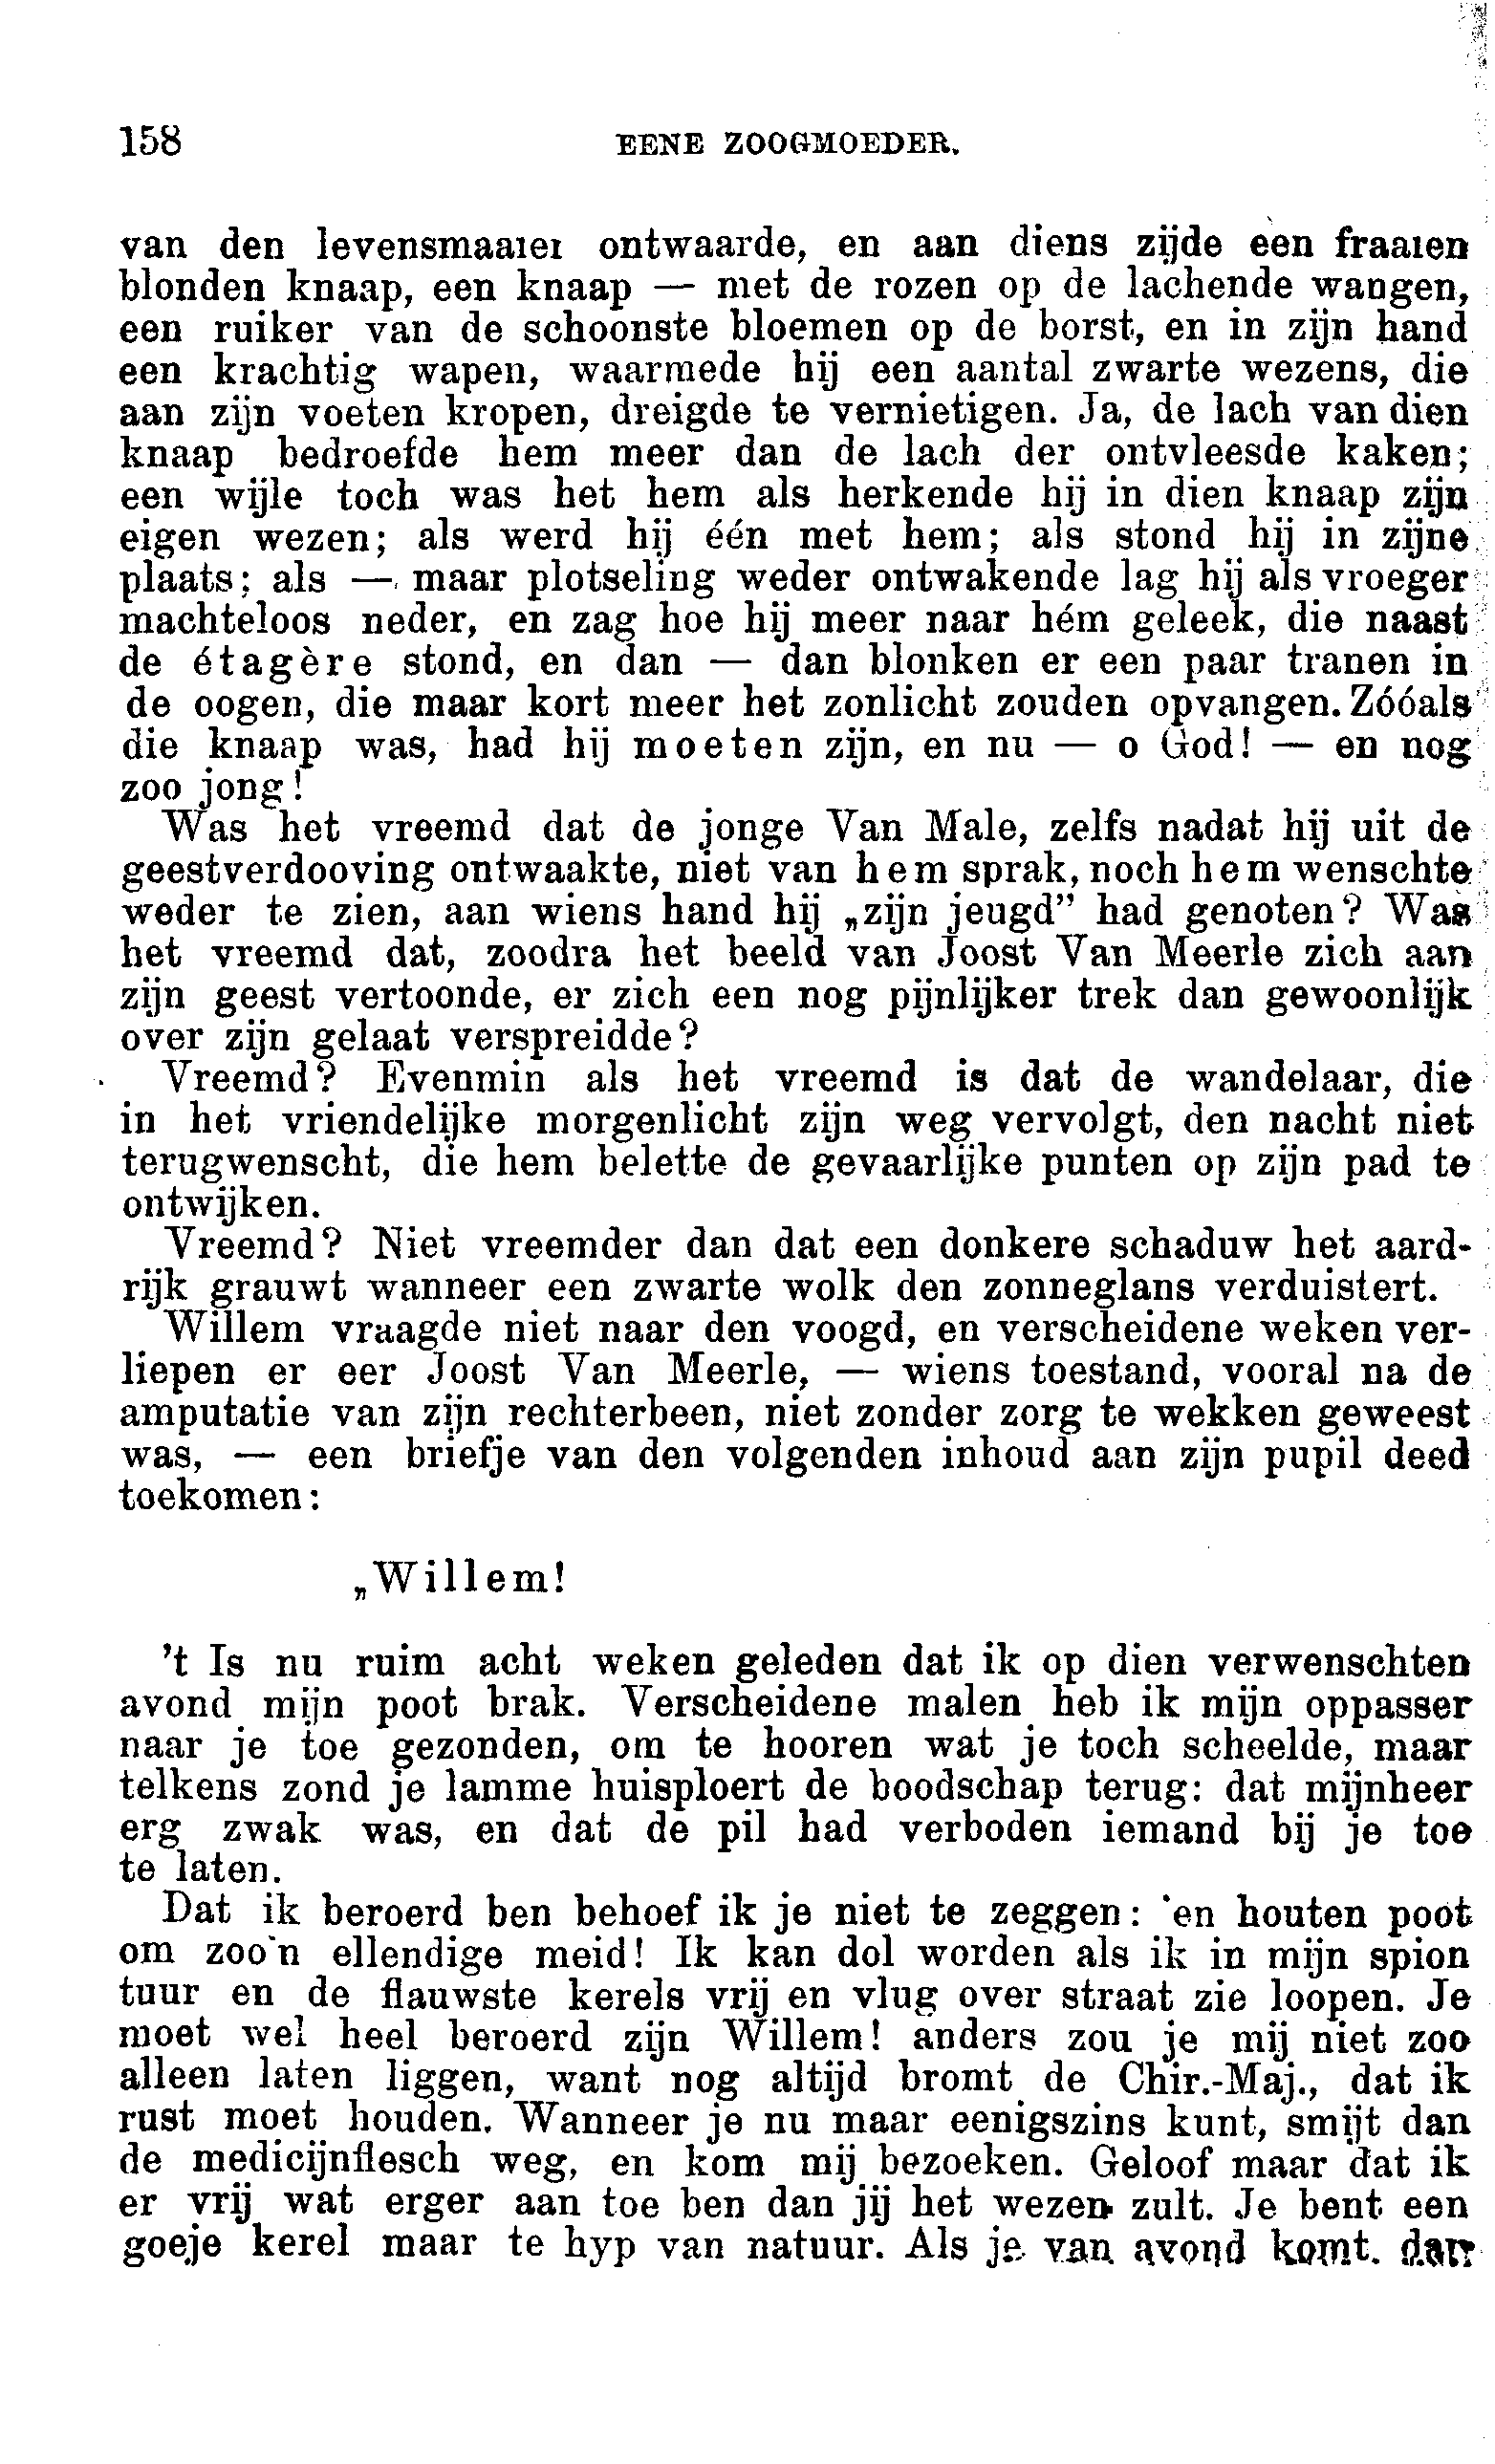 158 EENE ZOOGMOEDER.
van den levensmaaier ontwaarde, en aan diens zijde een fraaien
blonden knaap, een knaap — met de rozen op de lachende wangen,
een ruiker van de schoonste bloemen op de borst, en in zijn hand
een krachtig wapen, waarmede hij een aantal zwarte wezens, die
aan zijn voeten kropen, dreigde te vernietigen. Ja, de lach van dien
knaap bedroefde hem meer dan de lach der ontvleesde kaken;
een wijle toch was het hem als herkende hij in dien knaap zijn
eigen wezen; als werd hij één met hem; als stond hij in zijne
plaats; als — maar plotseling weder ontwakende lag hij als vroeger
machteloos neder, en zag hoe hij meer naar hém geleek, die naast
de étagère stond, en dan — dan blonken er een paar tranen in
de oogen, die maar kort meer het zonlicht zouden opvangen. Zóóals
die knaap was, had hij moeten zijn, en nu — o God! — en nog
zoo jong!
Was het vreemd dat de jonge Van Male, zelfs nadat hij uit de
geestverdooving ontwaakte, niet van hem sprak, noch hem wenschte
weder te zien, aan wiens hand hij „zijn jeugd” had genoten? Was
het vreemd dat, zoodra het beeld van Joost Van Meerle zich aan
zijn geest vertoonde, er zich een nog pijnlijker trek dan gewoonlijk
over zijn gelaat verspreidde?
Vreemd? Evenmin als het vreemd is dat de wandelaar, die
in het vriendelijke morgenlicht zijn weg vervolgt, den nacht niet
terugwenscht, die hem belette de gevaarlijke punten op zijn pad te
ontwijken.
Vreemd? Niet vreemder dan dat een donkere schaduw het aard-
rijk grauwt wanneer een zwarte wolk den zonneglans verduistert.
Willem vraagde niet naar den voogd, en verscheidene weken ver-
liepen er eer Joost Van Meerle, — wiens toestand, vooral na de
amputatie van zijn rechterbeen, niet zonder zorg te wekken geweest
was, — een briefje van den volgenden inhoud aan zijn pupil deed
toekomen:
„Willem!
't Is nu ruim acht weken geleden dat ik op dien verwenschten
avond mijn poot brak. Verscheidene malen heb ik mijn oppasser
naar je toe gezonden, om te hooren wat je toch scheelde, maar
telkens zond je lamme huisploert de boodschap terug: dat mijnheer
erg zwak was, en dat de pil had verboden iemand bij je toe
te laten.
Dat ik beroerd ben behoef ik je niet te zeggen: 'en houten poot
om zoo'n ellendige meid! Ik kan dol worden als ik in mijn spion
tuur en de flauwste kerels vrij en vlug over straat zie loopen. Je
moet wel heel beroerd zijn Willem! anders zou je mij niet zoo
alleen laten liggen, want nog altijd bromt de Chir.-Maj., dat ik
rust moet houden. Wanneer je nu maar eenigszins kunt, smijt dan
de medicijnflesch weg, en kom mij bezoeken. Geloof maar dat ik
er vrij wat erger aan toe ben dan jij het wezen zult. Je bent een
goeje kerel maar te hyp van natuur. Als je van avond komt. dan